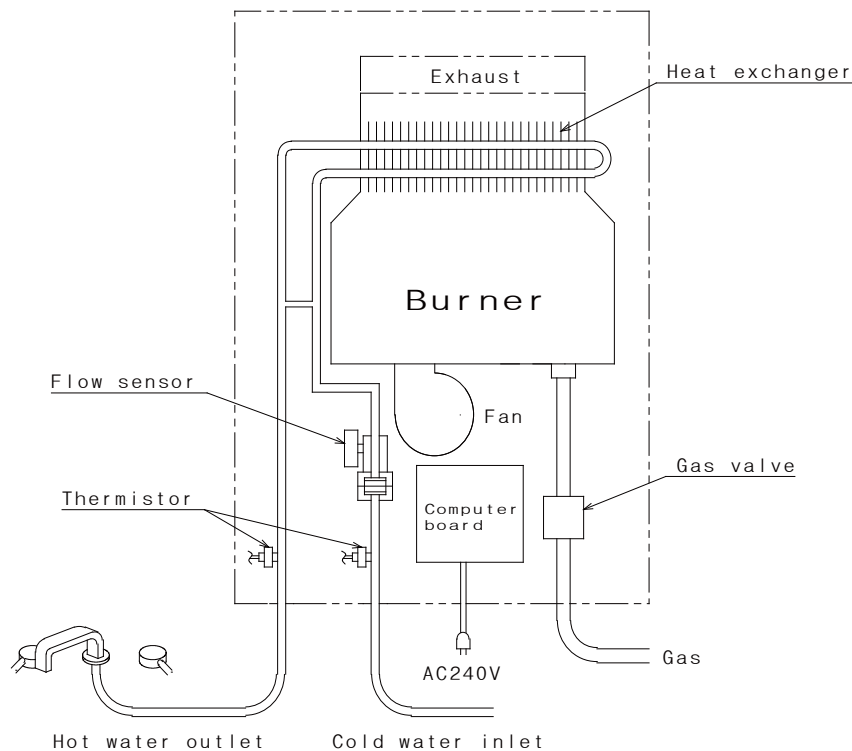 Exhaust
Heat exchanger
Burner
Flow sensor
Fan
Gas valve
Thermistor
Computer
board
Gas
AC240V
Hot water outlet
Cold water inlet